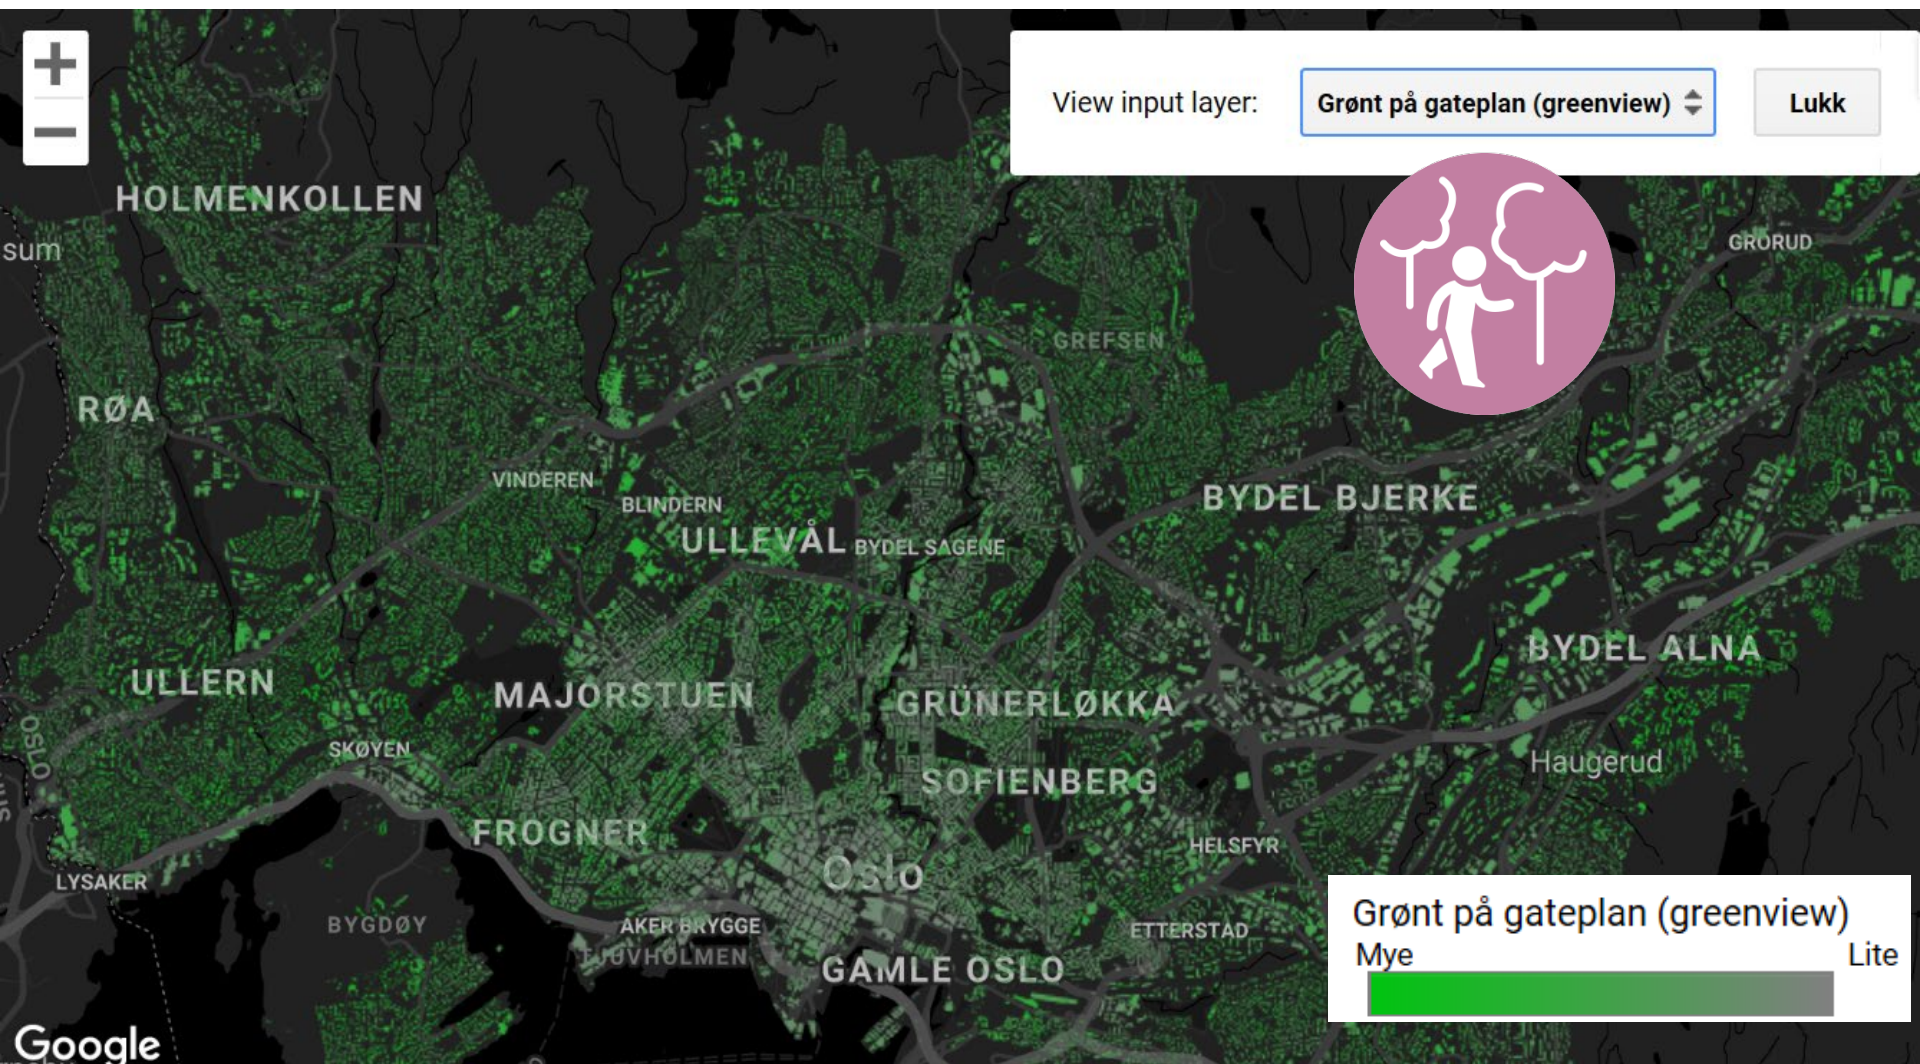 +
−
View input layer:
Grønt på gateplan (greenview)
Lukk
HOLMENKOLLEN
sum
GRORUD
GREFSEN
RØA
VINDEREN
BLINDERN
BYDEL BJERKE
ULLEVÅL
BYDEL SAGENE
BYDEL ALNA
ULLERN
MAJORSTUEN
GRÜNERLØKKA
OSLO
SKØYEN
Haugerud
SOFIENBERG
FROGNER
HELSFYR
Oslo
LYSAKER
BYGDØY
AKER BRYGGE
ETTERSTAD
TJUVHOLMEN
GAMLE OSLO
Grønt på gateplan (greenview)
Mye
Lite
Google